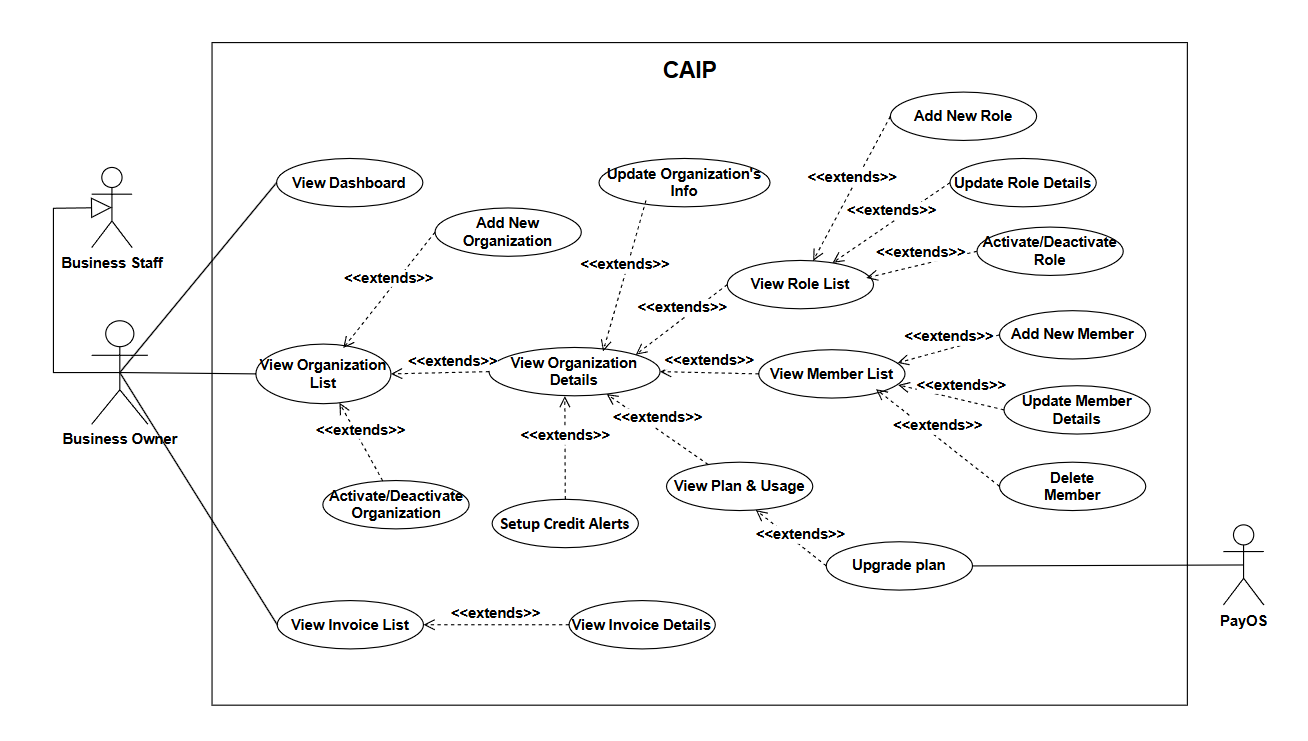 CAIP
Add New Role
<<extends>>
Update Role Details
<<extends>>
Activate/Deactivate
Role
<<extends>>
View Role List
<<extends>>
Update Organization's
Info
<<extends>>
View Dashboard
Add New
Organization
<<extends>>
Business Staff
Business Owner
View Organization
List
<<extends>>
View Organization
Details
<<extends>>
View Member List
<<extends>>
Add New Member
<<extends>>
Update Member
Details
<<extends>>
Delete
Member
<<extends>>
Activate/Deactivate
Organization
<<extends>>
Setup Credit Alerts
<<extends>>
View Plan & Usage
<<extends>>
Upgrade plan
PayOS
View Invoice List
<<extends>>
View Invoice Details